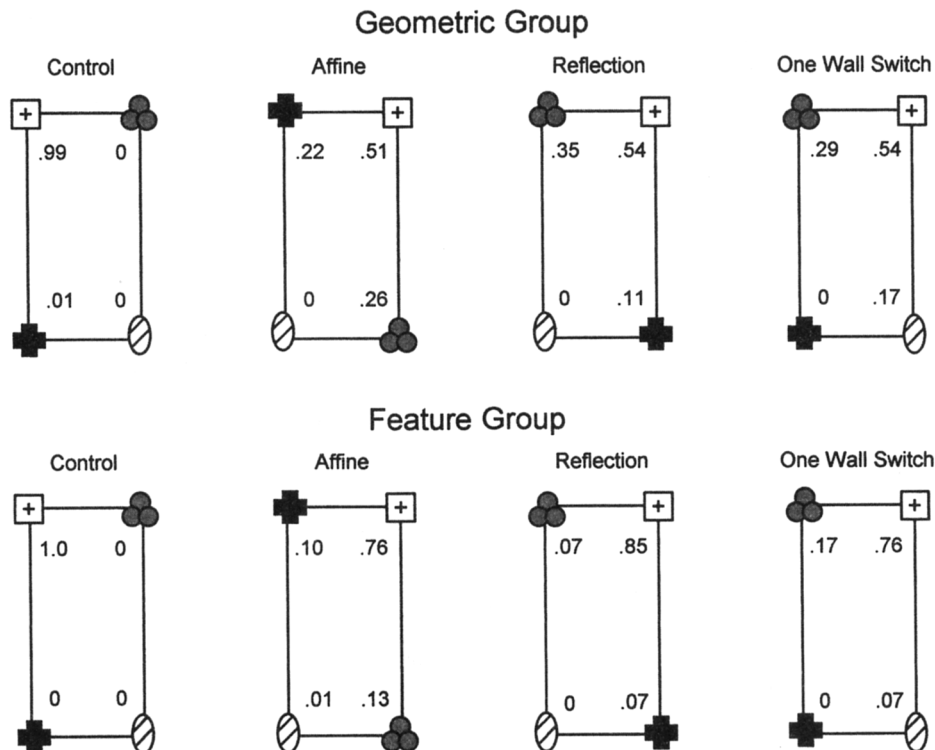 Geometric Group
Control Affine Reflection One Wall Switch
+ + + +
.99 0 .22 .51 .35 .54 .29 .54
.01 0 0 .26 0 .11 0 .17
Feature Group
Control Affine Reflection One Wall Switch
+ + + +
1.0 0 .10 .76 .07 .85 .17 .76
0 0 .01 .13 0 .07 0 .07